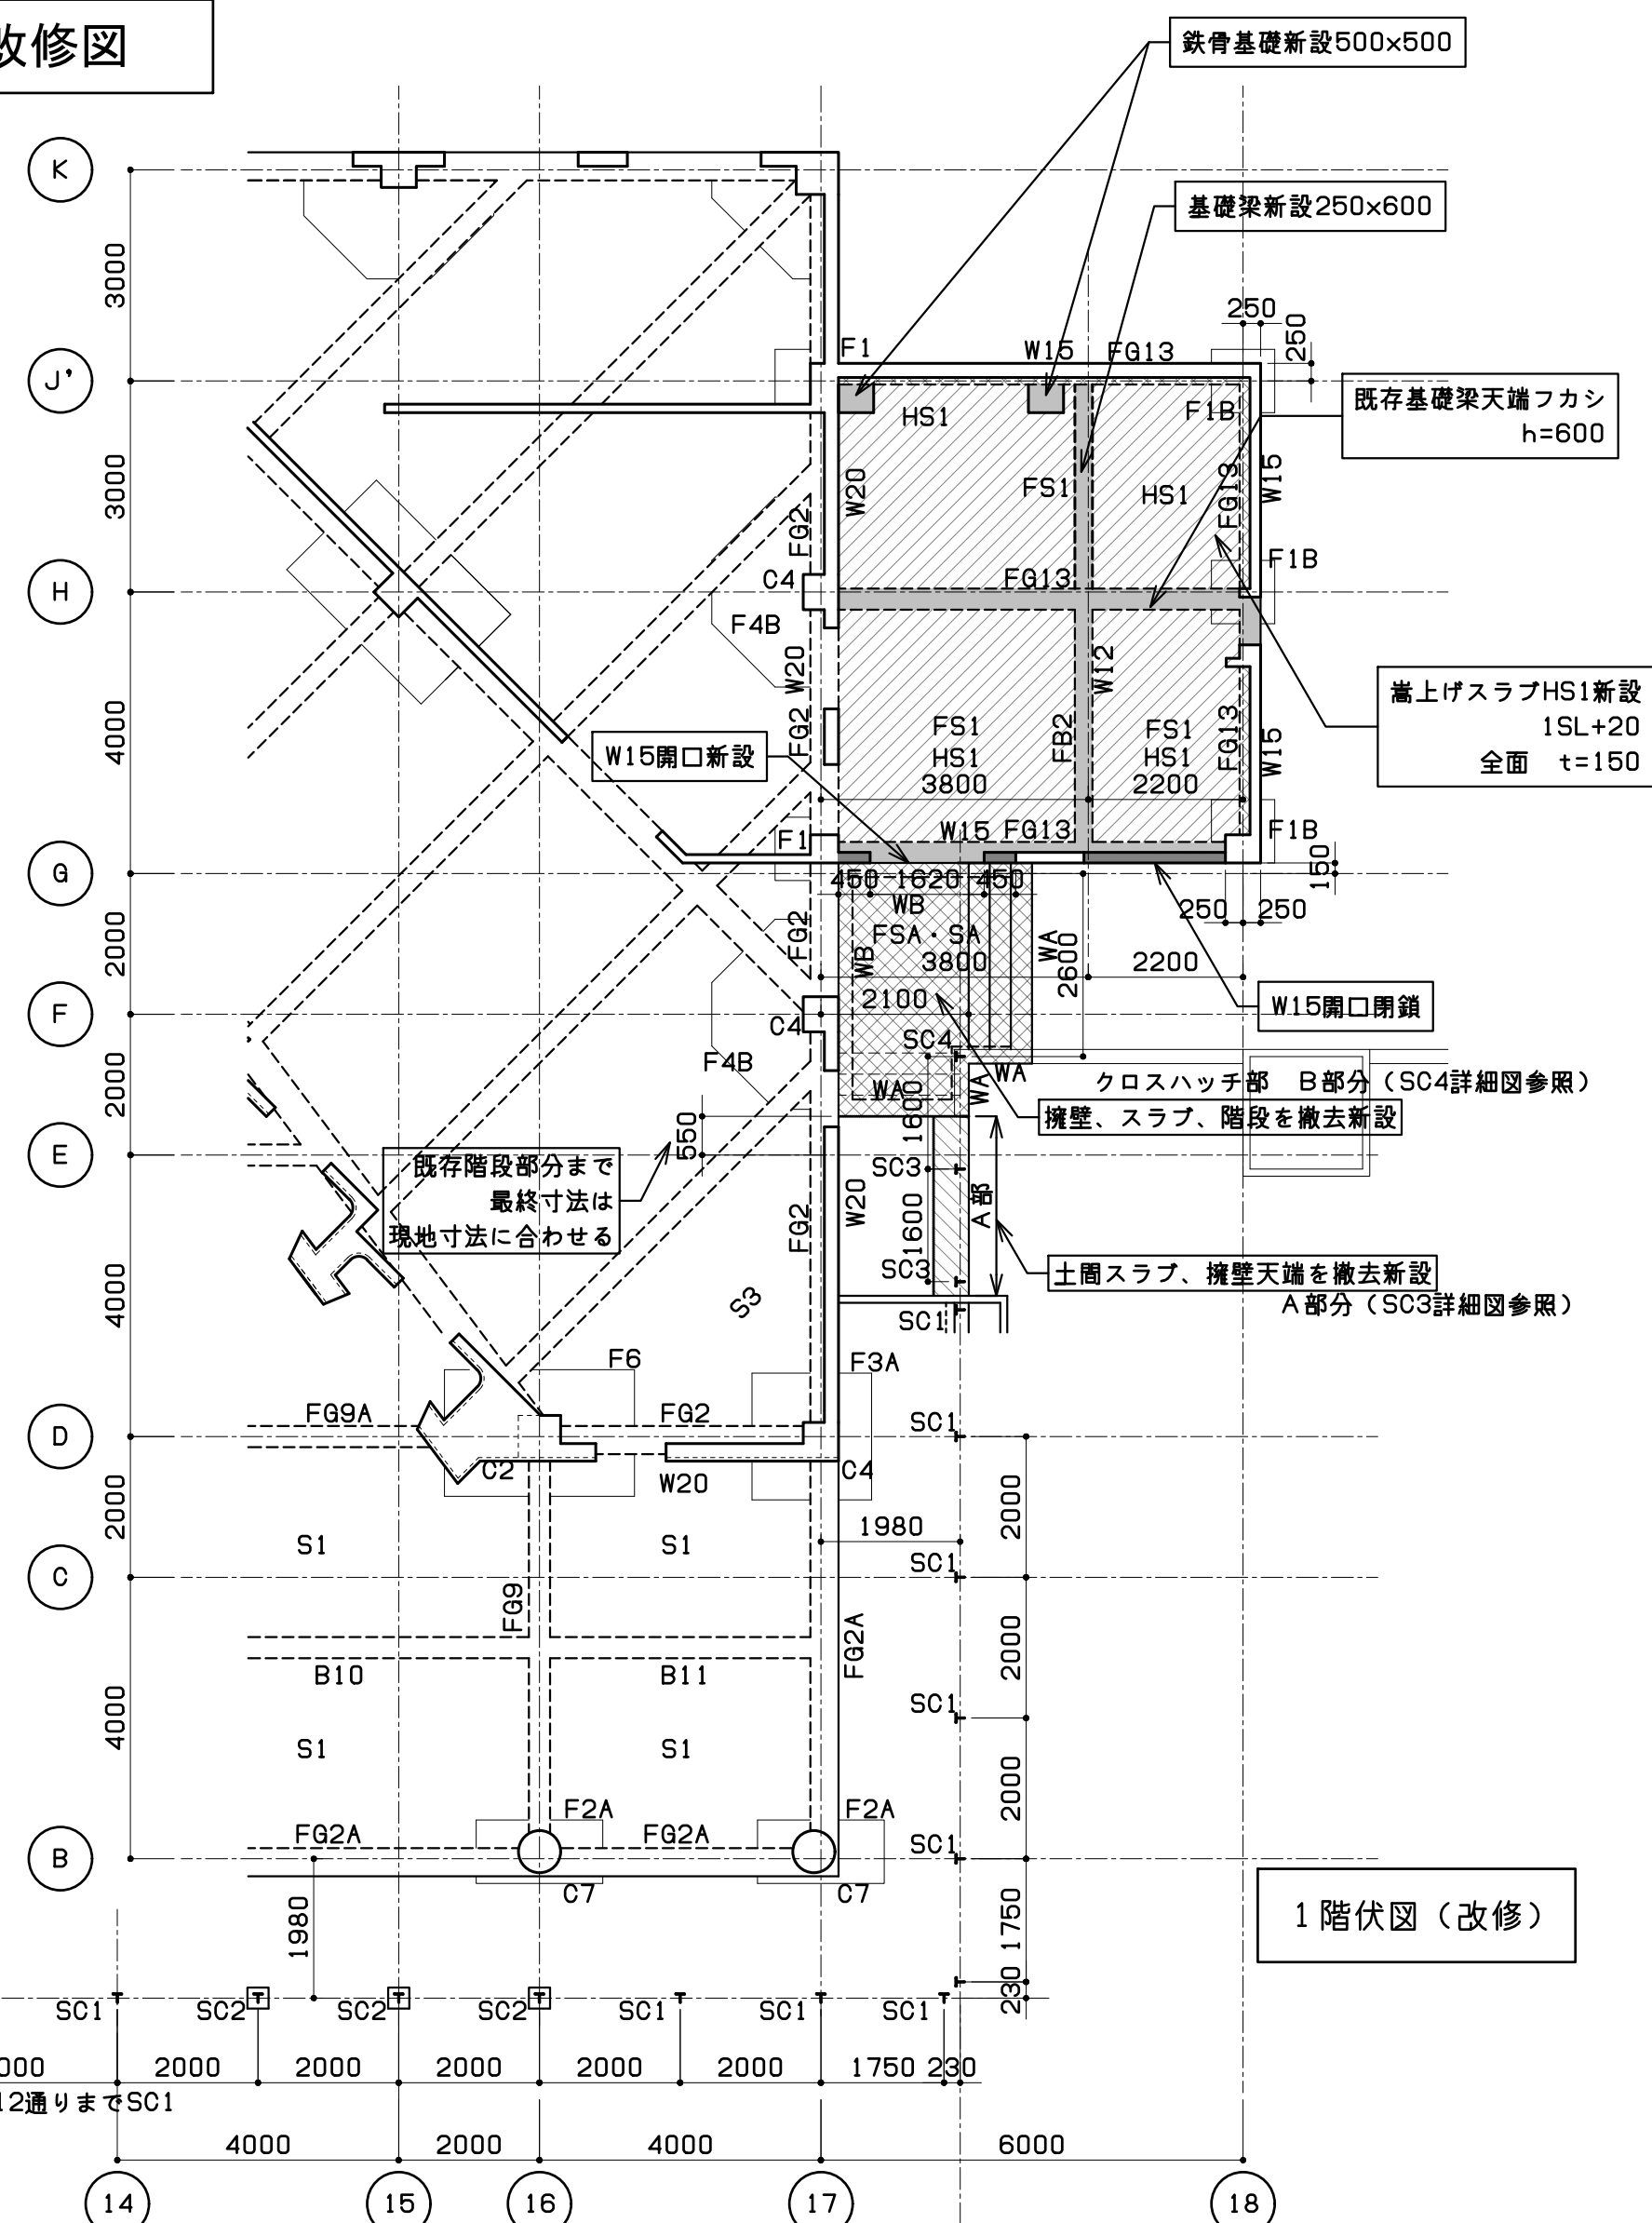 改修図
鉄骨基礎新設500x500
K
基礎梁新設250x600
3000
250
250
F1
W15
FG13
J'
既存基礎梁天端フカシ
h=600
HS1
F1B
3000
W20
FS1
HS1
FG13
W15
FG2
C4
FG13
F1B
H
F4B
W20
W12
嵩上げスラブHS1新設
1SL+20
全面 t=150
4000
FG2
FS1
HS1
FB2
FS1
HS1
FG13
W15
W15開口新設
3800
2200
F1
W15
FG13
F1B
G
150
450
1620
450
WB
250
250
FG2
FSA・SA
WB
WA
2600
2000
3800
2200
2100
W15開口閉鎖
F
C4
SC4
F4B
WA
WA
WA
クロスハッチ部 B部分（SC4詳細図参照）
2000
1600
擁壁、スラブ、階段を撤去新設
550
E
既存階段部分まで
最終寸法は
現地寸法に合わせる
SC3
FG2
W20
1600
A部
SC3
土間スラブ、擁壁天端を撤去新設
A部分（SC3詳細図参照）
4000
S3
SC1
F6
F3A
FG9A
FG2
SC1
D
C2
W20
C4
2000
2000
1980
S1
S1
SC1
C
FG9
FG2A
2000
B10
B11
SC1
4000
S1
S1
2000
F2A
F2A
FG2A
FG2A
SC1
B
C7
C7
1980
1750
1階伏図（改修）
230
SC1
SC2
SC2
SC2
SC1
SC1
SC1
000
2000
2000
2000
2000
2000
1750
230
12通りまでSC1
4000
2000
4000
6000
14
15
16
17
18